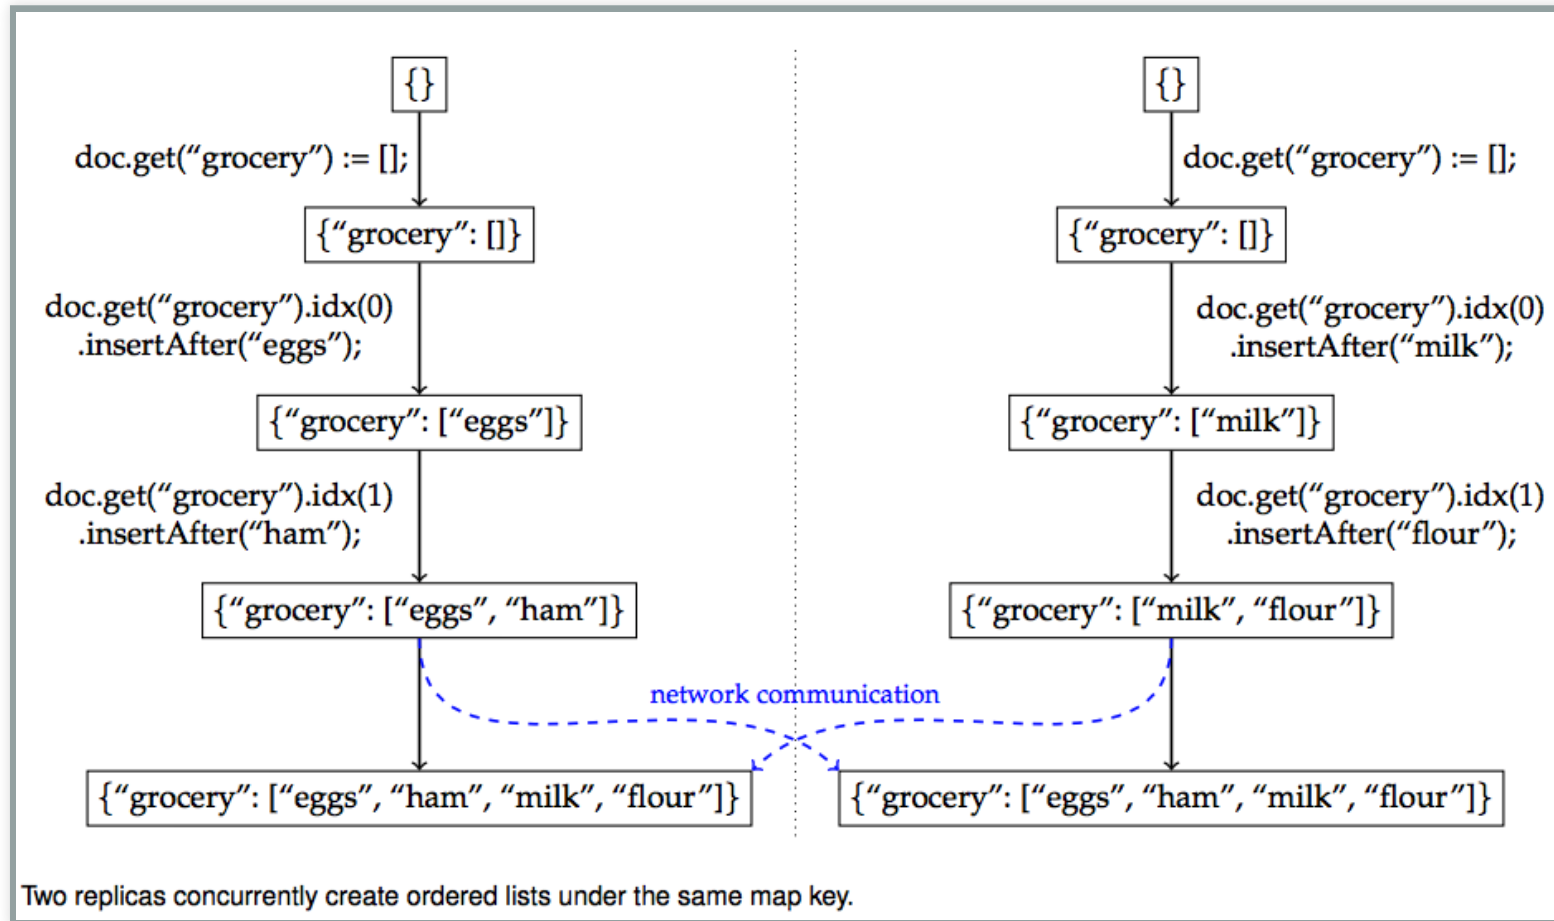 {}
doc.get(“grocery”) := [];
{“grocery”: []}
doc.get(“grocery”).idx(0)
.insertAfter(“eggs”);
{“grocery”: [“eggs”]}
doc.get(“grocery”).idx(1)
.insertAfter(“ham”);
{“grocery”: [“eggs”, “ham”]}
{}
doc.get(“grocery”) := [];
{“grocery”: []}
doc.get(“grocery”).idx(0)
.insertAfter(“milk”);
{“grocery”: [“milk”]}
doc.get(“grocery”).idx(1)
.insertAfter(“flour”);
{“grocery”: [“milk”, “flour”]}
network communication
{“grocery”: [“eggs”, “ham”, “milk”, “flour”]}
{“grocery”: [“eggs”, “ham”, “milk”, “flour”]}
Two replicas concurrently create ordered lists under the same map key.